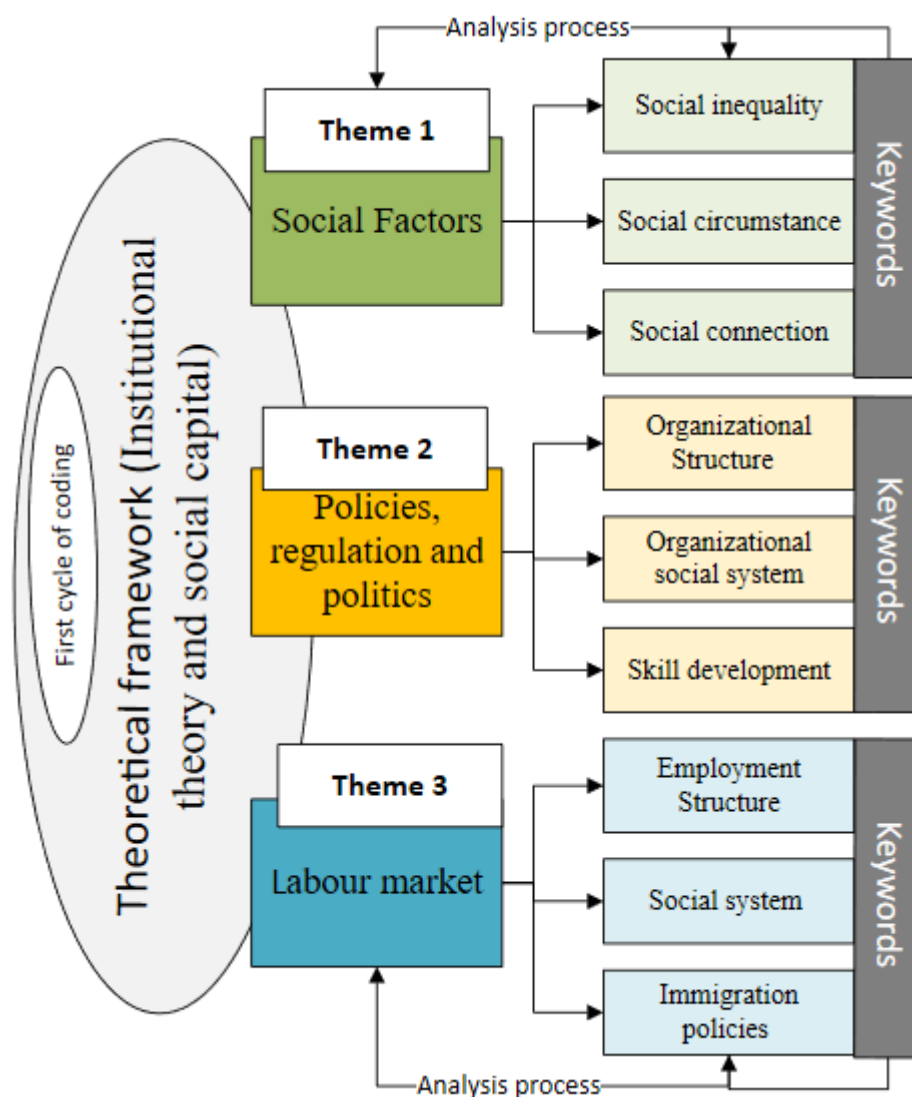 Analysis process
Theme 1
Social Factors
Social inequality
Social circumstance
Social connection
Keywords
Theoretical framework (Institutional
theory and social capital)
First cycle of coding
Theme 2
Policies,
regulation and
politics
Organizational
Structure
Organizational
social system
Skill development
Keywords
Theme 3
Labour market
Employment
Structure
Social system
Immigration
policies
Keywords
Analysis process